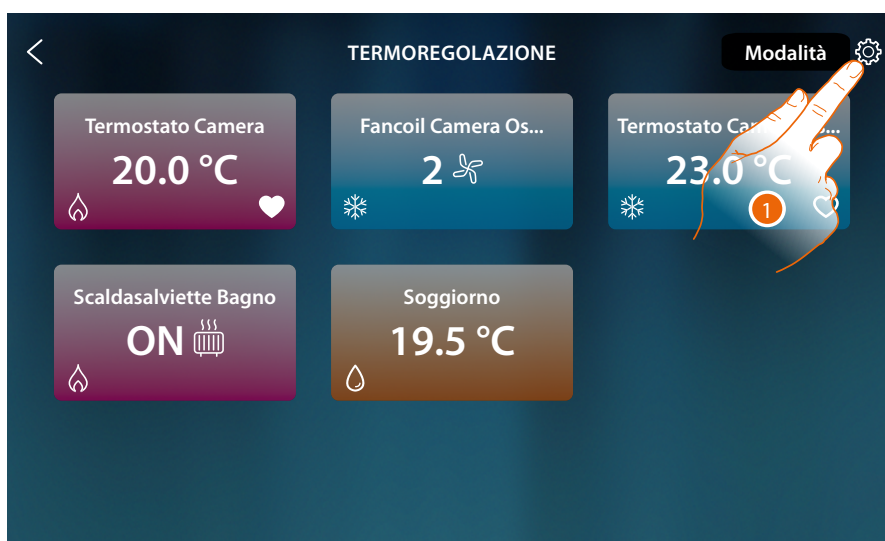 TERMOREGOLAZIONE
Modalità
Termostato Camera
20.0 °C
Fancoil Camera Os...
2
Termostato
23.0 °C
1
Scaldasalviette Bagno
ON
Soggiorno
19.5 °C